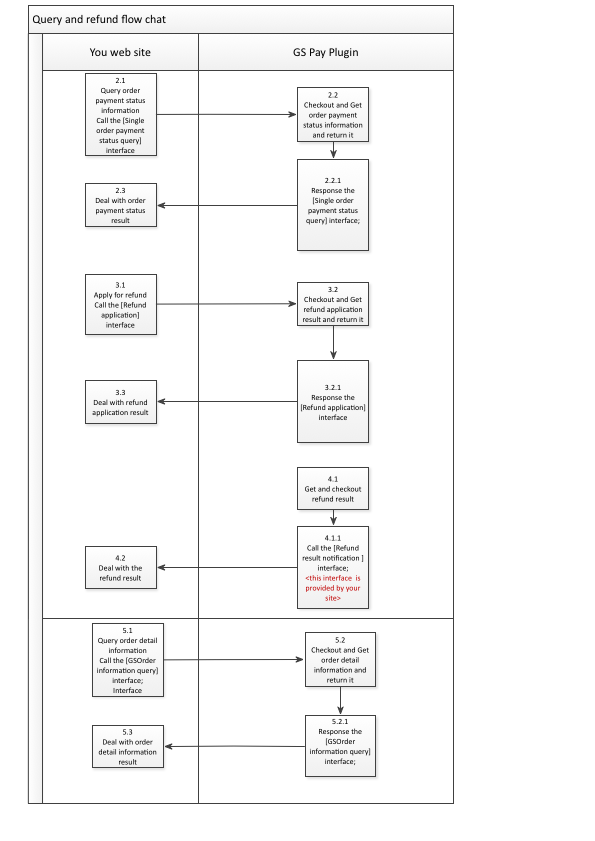 Query and refund flow chat
You web site
GS Pay Plugin
2.1
Query order
payment status
information
Call the [Single
order payment
status query]
interface
2.2
Checkout and Get
order payment
status information
and return it
2.2.1
Response the
[Single order
payment status
query] interface;
2.3
Deal with order
payment status
result
3.1
Apply for refund
Call the [Refund
application]
interface
3.2
Checkout and Get
refund application
result and return it
3.2.1
Response the
[Refund application]
interface
3.3
Deal with refund
application result
4.1
Get and checkout
refund result
4.1.1
Call the [Refund
result notification ]
interface;
<this interface is
provided by your
site>
4.2
Deal with the
refund result
5.1
Query order detail
information
Call the [GSOrder
information query]
interface;
Interface
5.2
Checkout and Get
order detail
information and
return it
5.2.1
Response the
[GSOrder
information query]
interface;
5.3
Deal with order
detail information
result